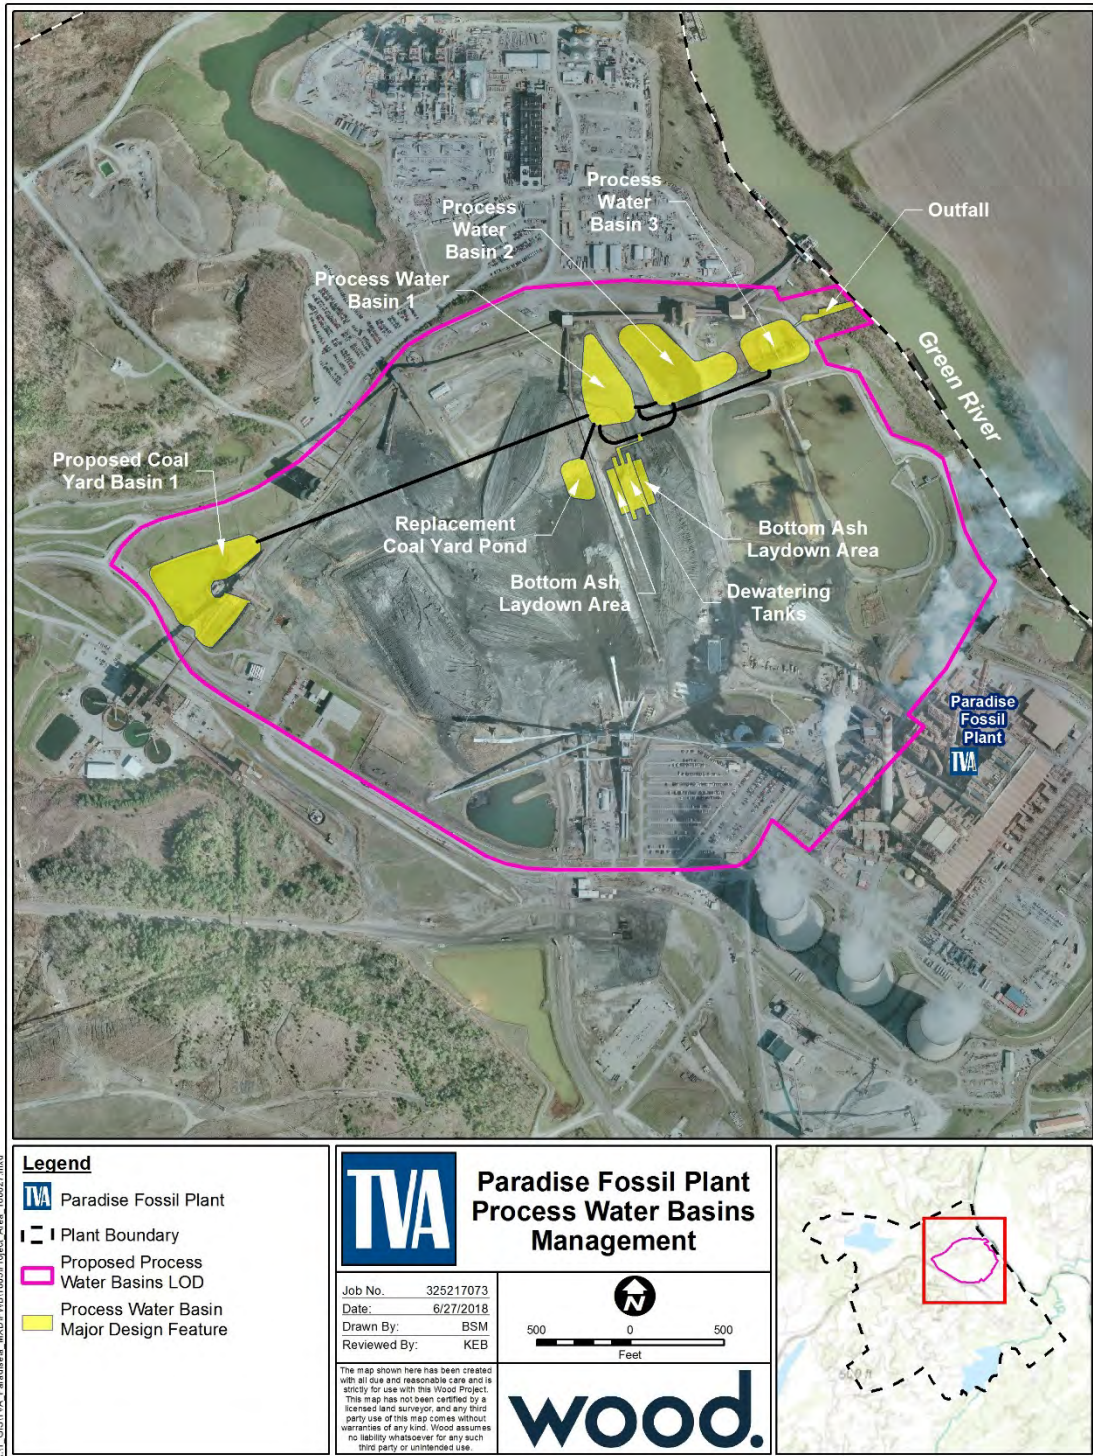 Process
Water
Basin 3
Process
Water
Basin 2
Outfall
Process Water
Basin 1
Green River
Proposed Coal
Yard Basin 1
Replacement
Coal Yard Pond
Bottom Ash
Laydown Area
Bottom Ash
Laydown Area
Dewatering
Tanks
Paradise
Fossil
Plant
TVA
Legend
TVA Paradise Fossil Plant
Plant Boundary
Proposed Process
Water Basins LOD
Process Water Basin
Major Design Feature
TVA
Paradise Fossil Plant
Process Water Basins
Management
Job No. 325217073
Date: 6/27/2018
Drawn By: BSM
Reviewed By: KEB
N
500 0 500
Feet
The map shown here has been created
with all due and reasonable care and is
strictly for use with this Wood Project.
This map has not been certified by a
licensed land surveyor, and any third
party use of this map comes without
warranties of any kind. Wood assumes
no liability whatsoever for any such
third party or unintended use.
wood.